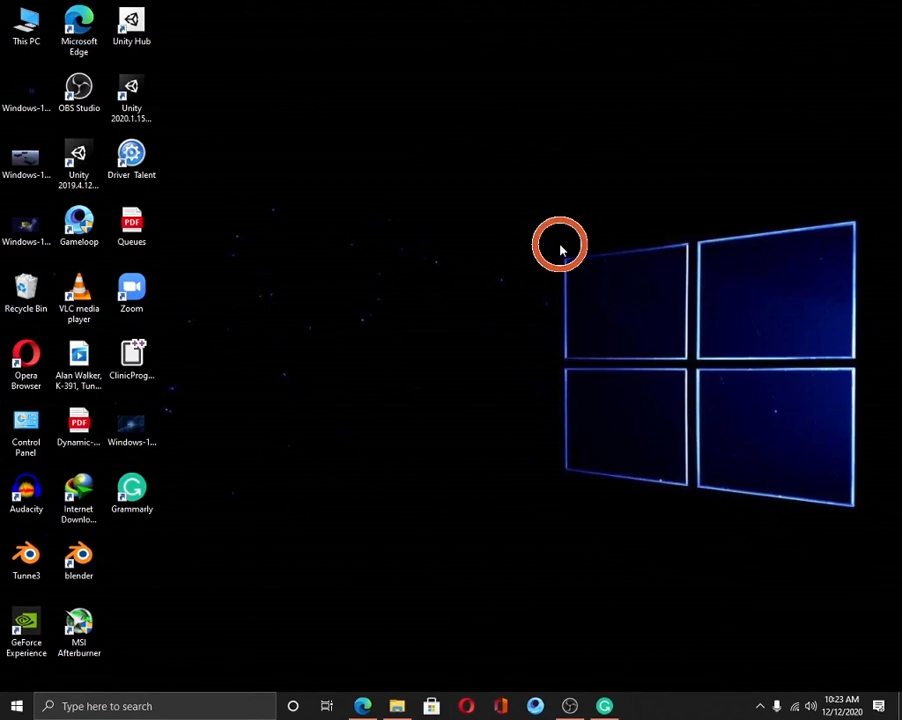 This PC
Microsoft
Edge
Unity Hub
Windows-1...
OBS Studio
Unity
2020.1.15...
Windows-1...
Unity
2019.4.12...
Driver Talent
Windows-1...
Gameloop
PDF
Queues
Recycle Bin
VLC media
player
Zoom
Opera
Browser
Alan Walker,
K-391, Tun...
ClinicProg...
Control
Panel
PDF
Dynamic-...
Windows-1...
Audacity
Internet
Downlo...
Grammarly
Tunne3
blender
GeForce
Experience
MSI
Afterburner
Type here to search
10:23 AM
12/12/2020